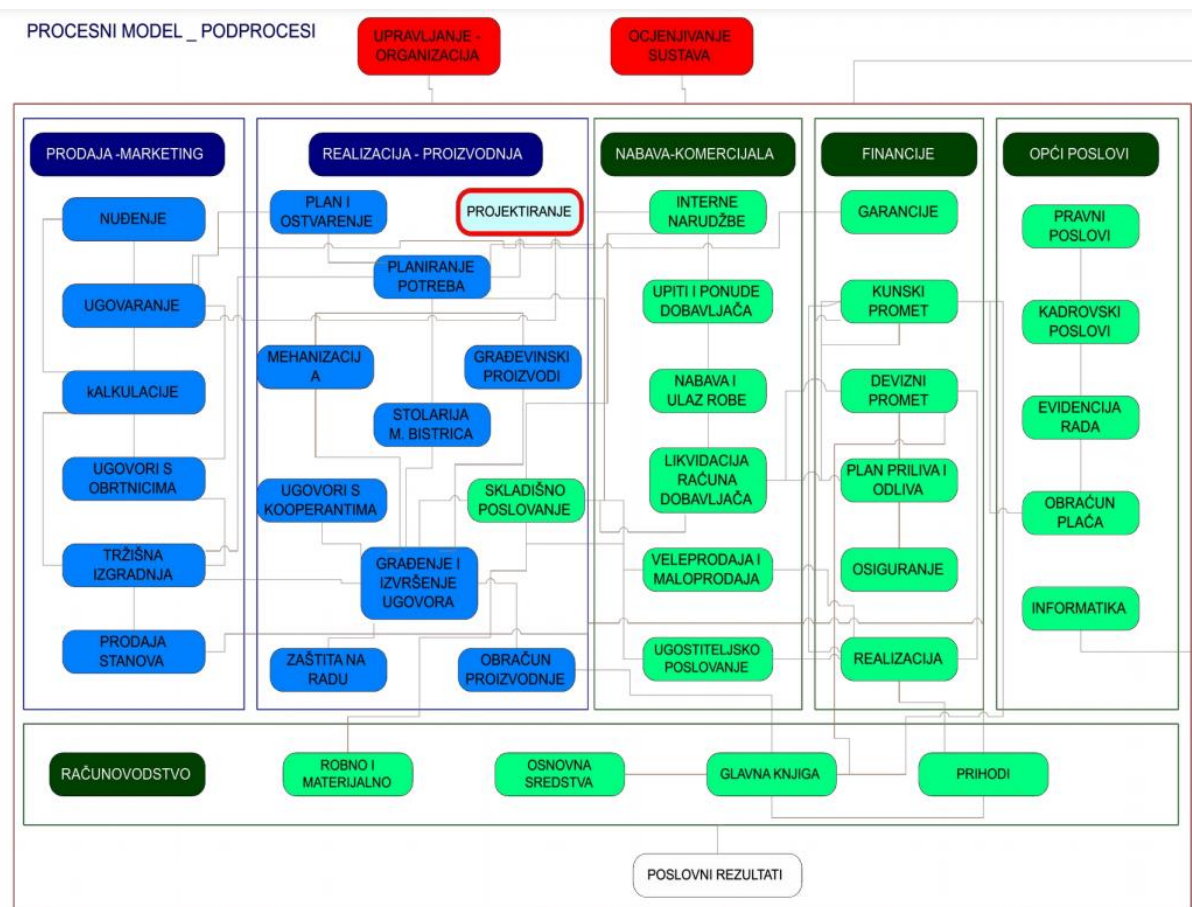 PROCESNI MODEL _ PODPROCESI
UPRAVLJANJE -
ORGANIZACIJA
OCJENJIVANJE
SUSTAVA
PRODAJA -MARKETING
NUĐENJE
UGOVARANJE
kALKULACIJE
UGOVORI S
OBRTNICIMA
TRŽIŠNA
IZGRADNJA
PRODAJA
STANOVA
REALIZACIJA - PROIZVODNJA
PLAN I
OSTVARENJE
PROJEKTIRANJE
PLANIRANJE
POTREBA
MEHANIZACIJ
A
GRAĐEVINSKI
PROIZVODI
STOLARIJA
M. BISTRICA
UGOVORI S
KOOPERANTIMA
SKLADIŠNO
POSLOVANJE
GRAĐENJE I
IZVRŠENJE
UGOVORA
ZAŠTITA NA
RADU
OBRAČUN
PROIZVODNJE
NABAVA-KOMERCIJALA
INTERNE
NARUDŽBE
UPITI I PONUDE
DOBAVLJAČA
NABAVA I
ULAZ ROBE
LIKVIDACIJA
RAĆUNA
DOBAVLJAČA
VELEPRODAJA I
MALOPRODAJA
UGOSTITELJSKO
POSLOVANJE
FINANCIJE
GARANCIJE
KUNSKI
PROMET
DEVIZNI
PROMET
PLAN PRILIVA I
ODLIVA
OSIGURANJE
REALIZACIJA
OPĆI POSLOVI
PRAVNI
POSLOVI
KADROVSKI
POSLOVI
EVIDENCIJA
RADA
OBRAČUN
PLAĆA
INFORMATIKA
RAČUNOVODSTVO
ROBNO I
MATERIJALNO
OSNOVNA
SREDSTVA
GLAVNA KNJIGA
PRIHODI
POSLOVNI REZULTATI